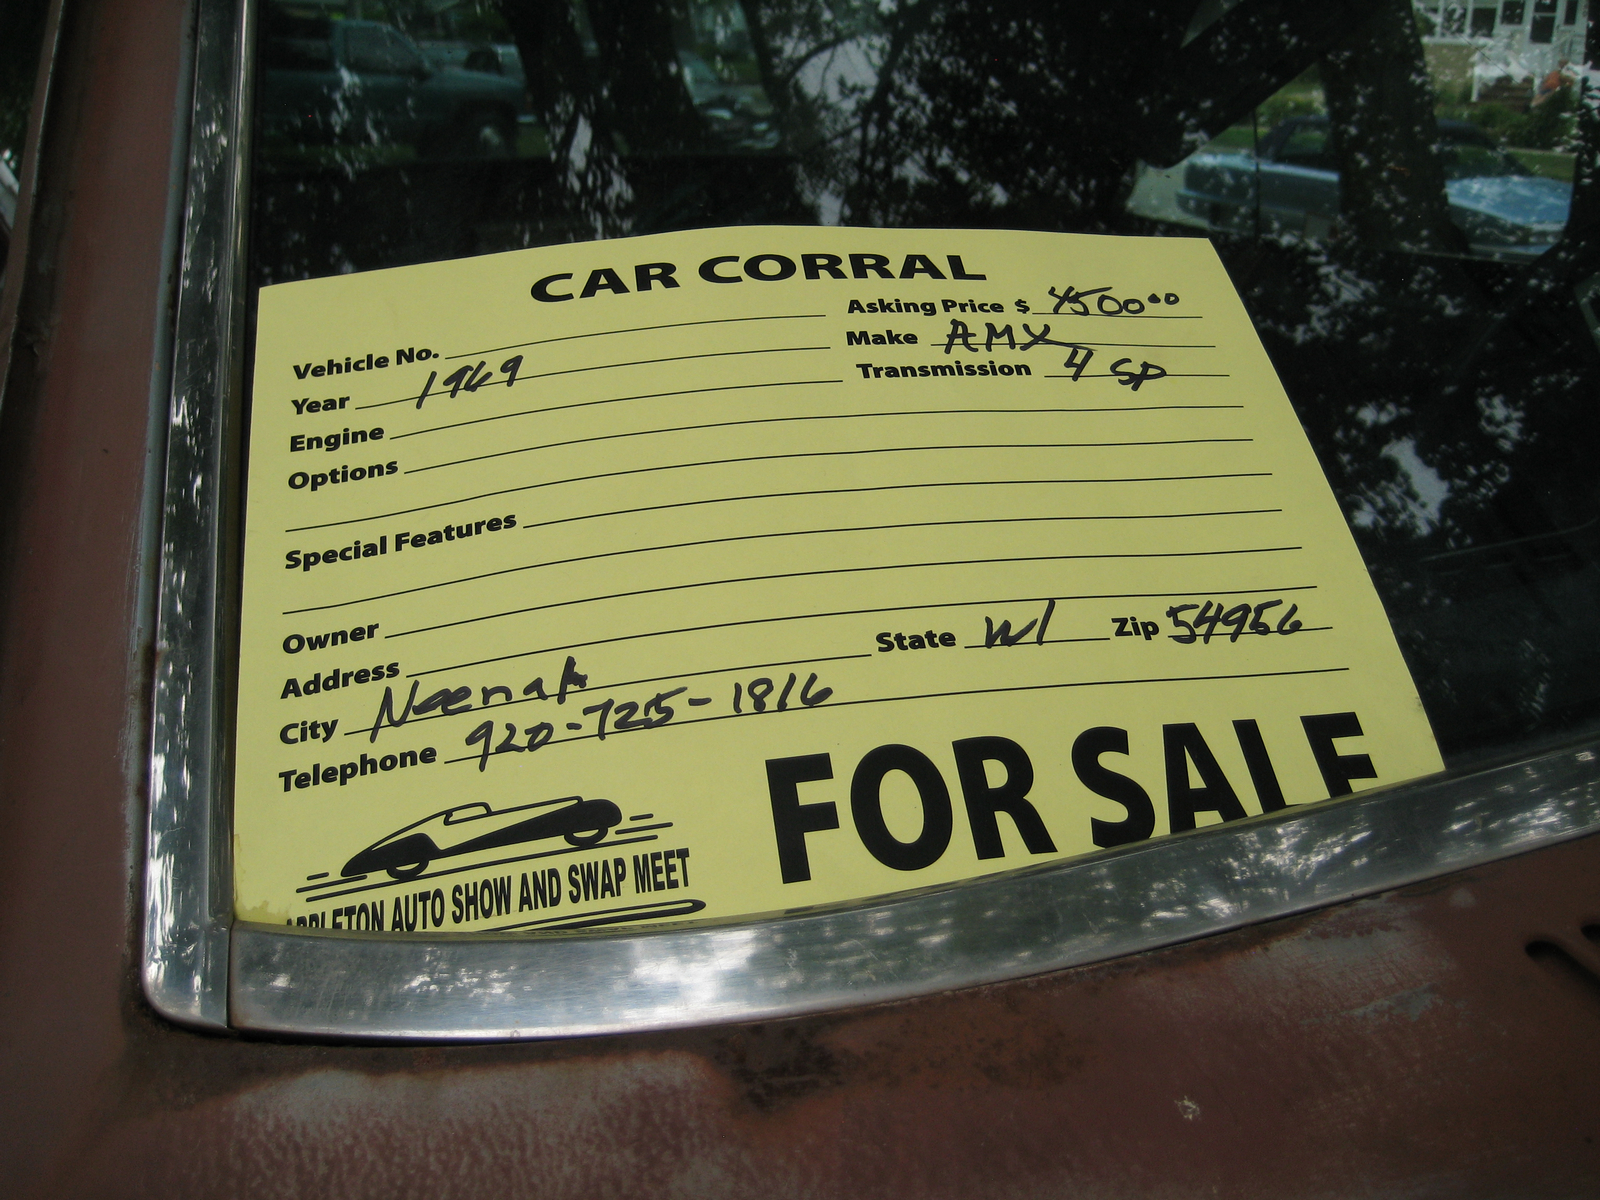 CAR CORRAL
Vehicle No. Asking Price $ 4500.00
Year 1969 Make AMX
Engine Transmission 4 SP
Options
Special Features
Owner
Address
City Neenah State WI Zip 54956
Telephone 920-725-1816
FOR SALE
APPLETON AUTO SHOW AND SWAP MEET